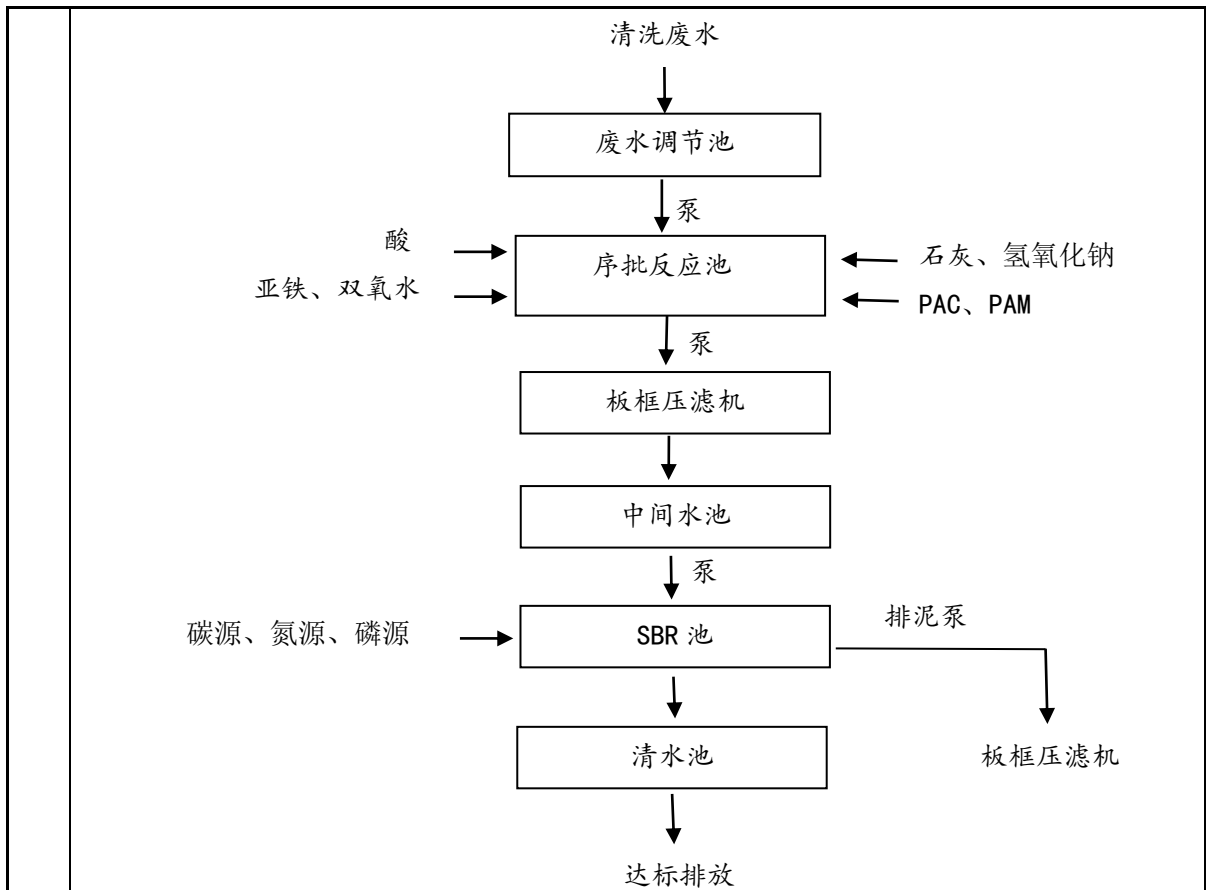 清洗废水
废水调节池
泵
酸
序批反应池
石灰、氢氧化钠
亚铁、双氧水
PAC、PAM
泵
板框压滤机
中间水池
泵
碳源、氮源、磷源
SBR 池
排泥泵
清水池
板框压滤机
达标排放